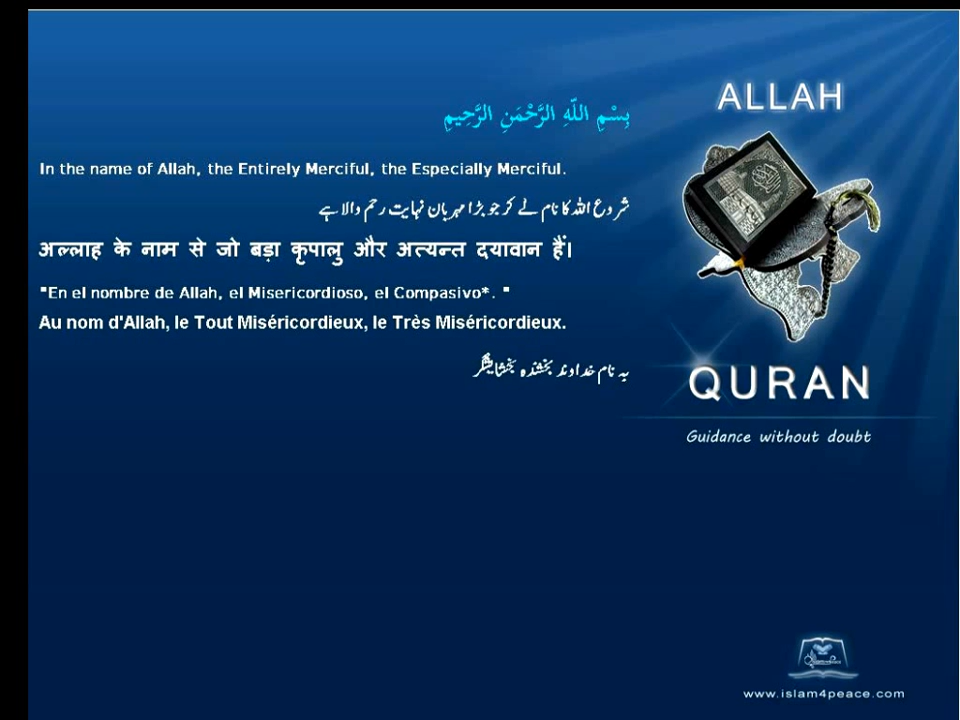 بِسْمِ اللّهِ الرَّحْمَنِ الرَّحِيمِ
In the name of Allah, the Entirely Merciful, the Especially Merciful.
شروع اللہ کا نام لے کر جو بڑا مہربان نہایت رحم والا ہے
अल्लाह के नाम से जो बड़ा कृपालु और अत्यन्त दयावान हैं।
"En el nombre de Allah, el Misericordioso, el Compasivo*. "
Au nom d'Allah, le Tout Miséricordieux, le Très Miséricordieux.
به نام خداوند بخشنده بخشایشگر
ALLAH
QURAN
Guidance without doubt
www.islam4peace.com